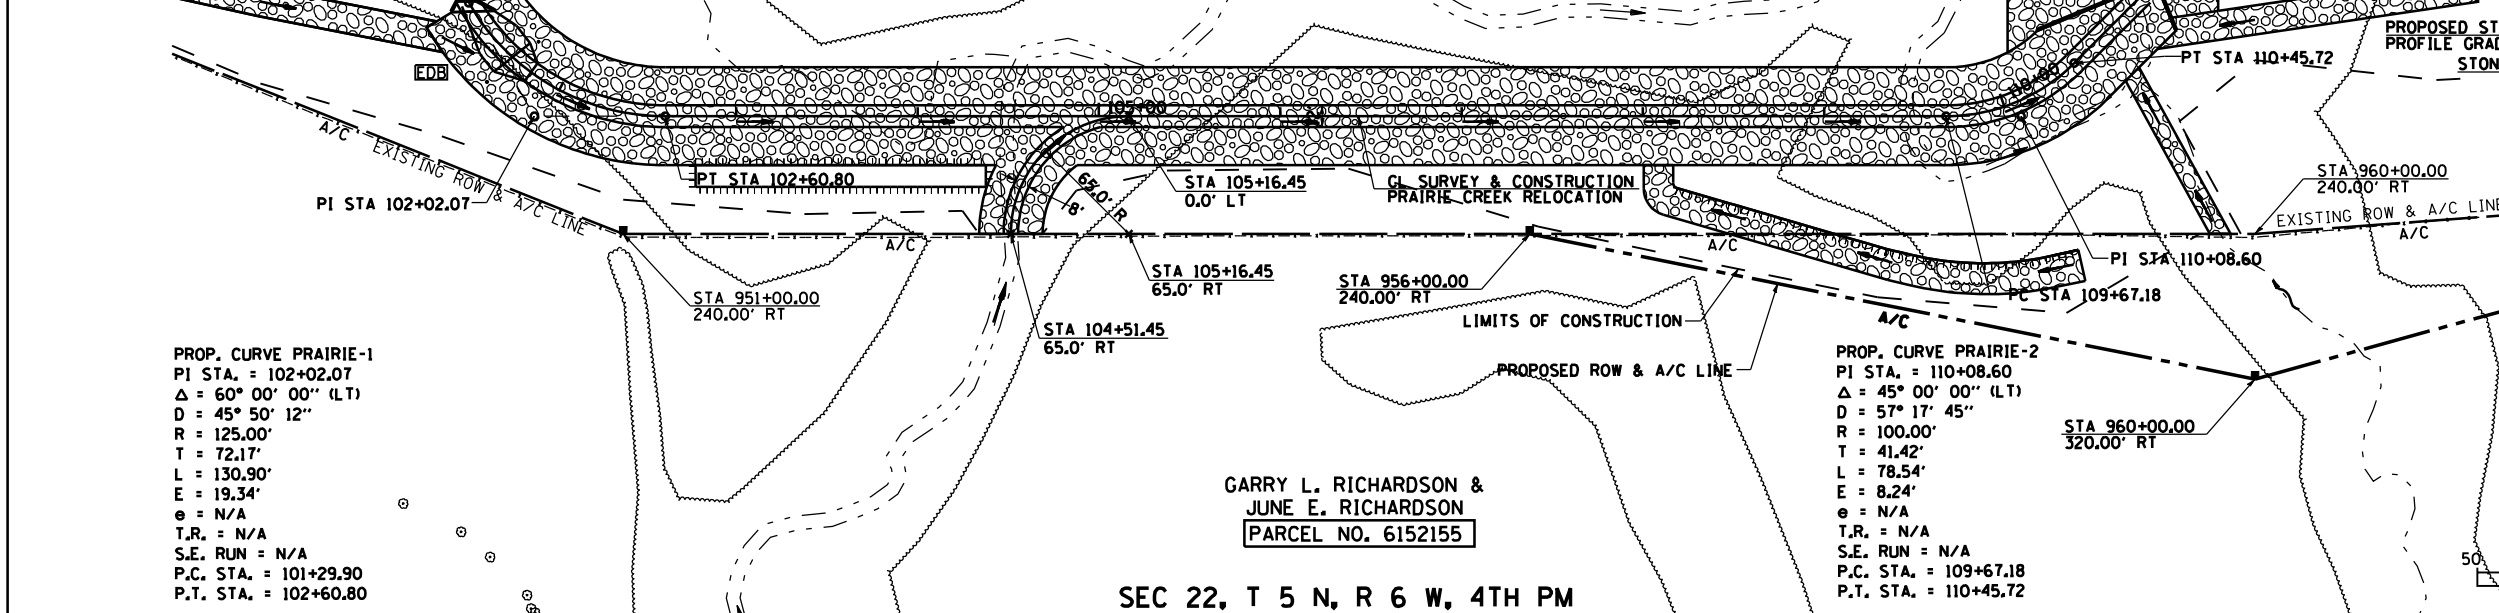 PROPOSED ST
PROFILE GRAD
STON
PT STA 110+45.72
EDB
A/C
EXISTING ROW & A/C LINE
PI STA 102+02.07
PT STA 102+60.80
105+00
110+00
65.0' R
8'
STA 105+16.45
0.0' LT
CL SURVEY & CONSTRUCTION
PRAIRIE CREEK RELOCATION
STA 960+00.00
240.00' RT
EXISTING ROW & A/C LINE
A/C
A/C
A/C
PI STA 110+08.60
STA 951+00.00
240.00' RT
STA 105+16.45
65.0' RT
STA 104+51.45
65.0' RT
STA 956+00.00
240.00' RT
PC STA 109+67.18
LIMITS OF CONSTRUCTION
A/C
PROPOSED ROW & A/C LINE
STA 960+00.00
320.00' RT
PROP. CURVE PRAIRIE-1
PI STA. = 102+02.07
Δ = 60° 00' 00" (LT)
D = 45° 50' 12"
R = 125.00'
T = 72.17'
L = 130.90'
E = 19.34'
e = N/A
T.R. = N/A
S.E. RUN = N/A
P.C. STA. = 101+29.90
P.T. STA. = 102+60.80
PROP. CURVE PRAIRIE-2
PI STA. = 110+08.60
Δ = 45° 00' 00" (LT)
D = 57° 17' 45"
R = 100.00'
T = 41.42'
L = 78.54'
E = 8.24'
e = N/A
T.R. = N/A
S.E. RUN = N/A
P.C. STA. = 109+67.18
P.T. STA. = 110+45.72
GARRY L. RICHARDSON &
JUNE E. RICHARDSON
PARCEL NO. 6152155
SEC 22, T 5 N, R 6 W, 4TH PM
50